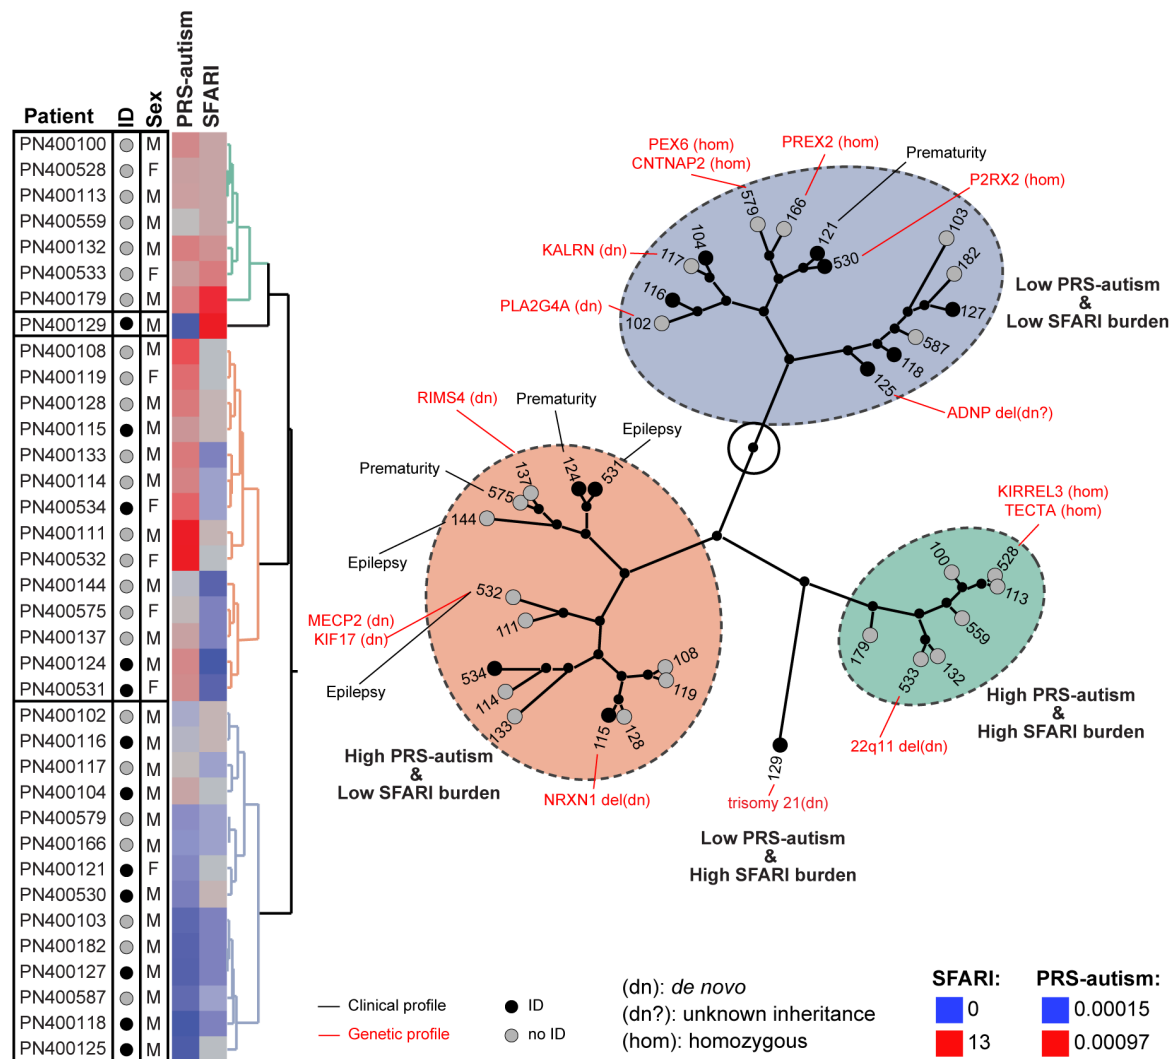 Patient ID Sex PRS-autism SFARI
PN400100 M
PN400528 F
PN400113 M
PN400559 M
PN400132 M
PN400533 F
PN400179 M
PN400129 M
PN400108 M
PN400119 F
PN400128 M
PN400115 M
PN400133 M
PN400114 M
PN400534 F
PN400111 M
PN400532 F
PN400144 M
PN400575 F
PN400137 M
PN400124 M
PN400531 F
PN400102 M
PN400116 M
PN400117 M
PN400104 M
PN400579 M
PN400166 M
PN400121 F
PN400530 M
PN400103 M
PN400182 M
PN400127 M
PN400587 M
PN400118 M
PN400125 M
PEX6 (hom)
CNTNAP2 (hom)
PREX2 (hom)
Prematurity
P2RX2 (hom)
KALRN (dn)
PLA2G4A (dn)
579
166
121
530
104
117
116
102
103
182
127
587
118
125
ADNP del(dn?)
Low PRS-autism
&
Low SFARI burden
RIMS4 (dn)
Prematurity
Epilepsy
Prematurity
Epilepsy
137
124
531
575
144
532
111
MECP2 (dn)
KIF17 (dn)
Epilepsy
534
114
133
115
128
108
119
NRXN1 del(dn)
High PRS-autism
&
Low SFARI burden
KIRREL3 (hom)
TECTA (hom)
100
528
113
559
179
533
132
22q11 del(dn)
High PRS-autism
&
High SFARI burden
129
trisomy 21(dn)
Low PRS-autism
&
High SFARI burden
Clinical profile
Genetic profile
ID
no ID
(dn): de novo
(dn?): unknown inheritance
(hom): homozygous
SFARI:
0
13
PRS-autism:
0.00015
0.00097